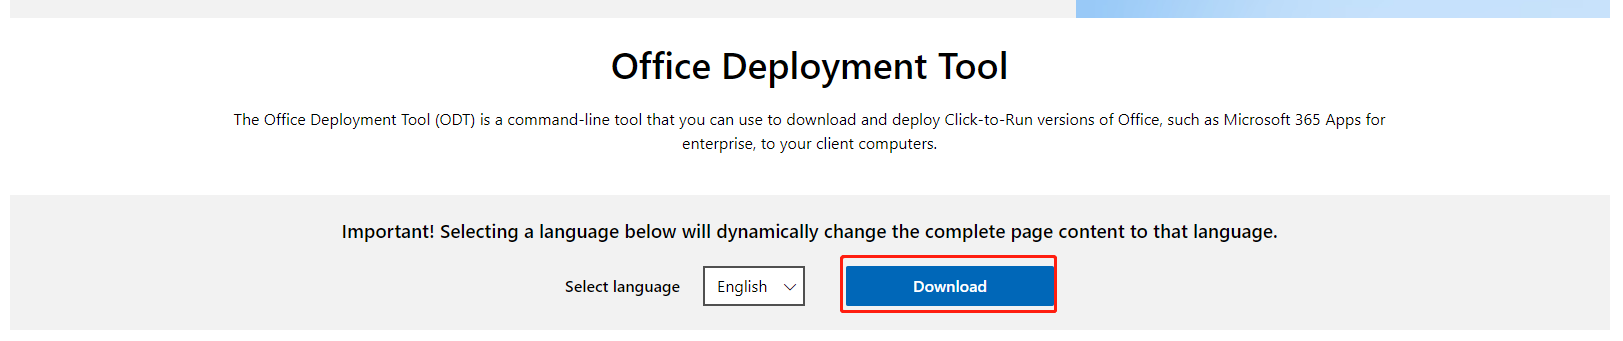 Office Deployment Tool
The Office Deployment Tool (ODT) is a command-line tool that you can use to download and deploy Click-to-Run versions of Office, such as Microsoft 365 Apps for
enterprise, to your client computers.
Important! Selecting a language below will dynamically change the complete page content to that language.
Select language English Download